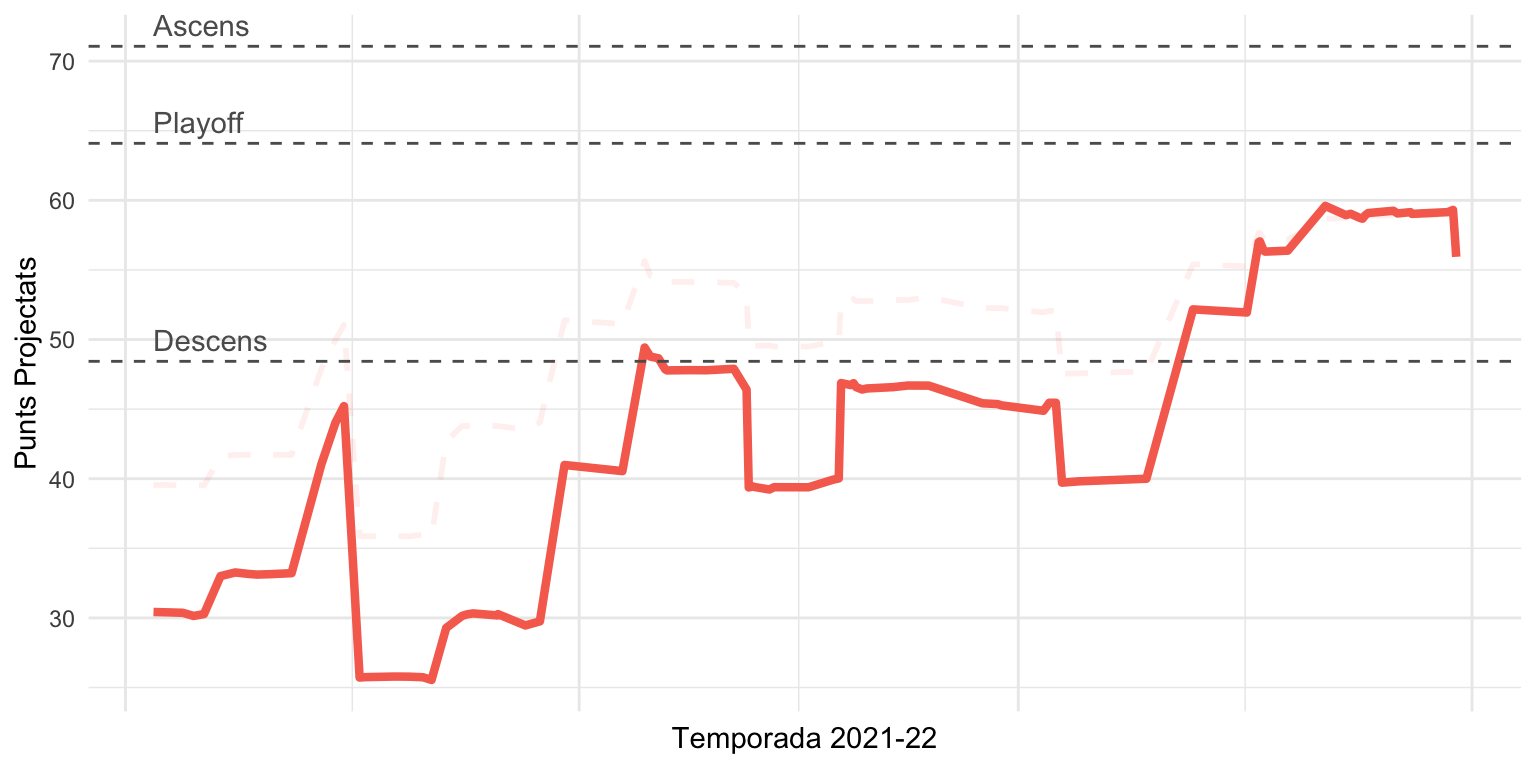 Ascens
70
Playoff
60
Descens
50
40
30
Punts Projectats
Temporada 2021-22